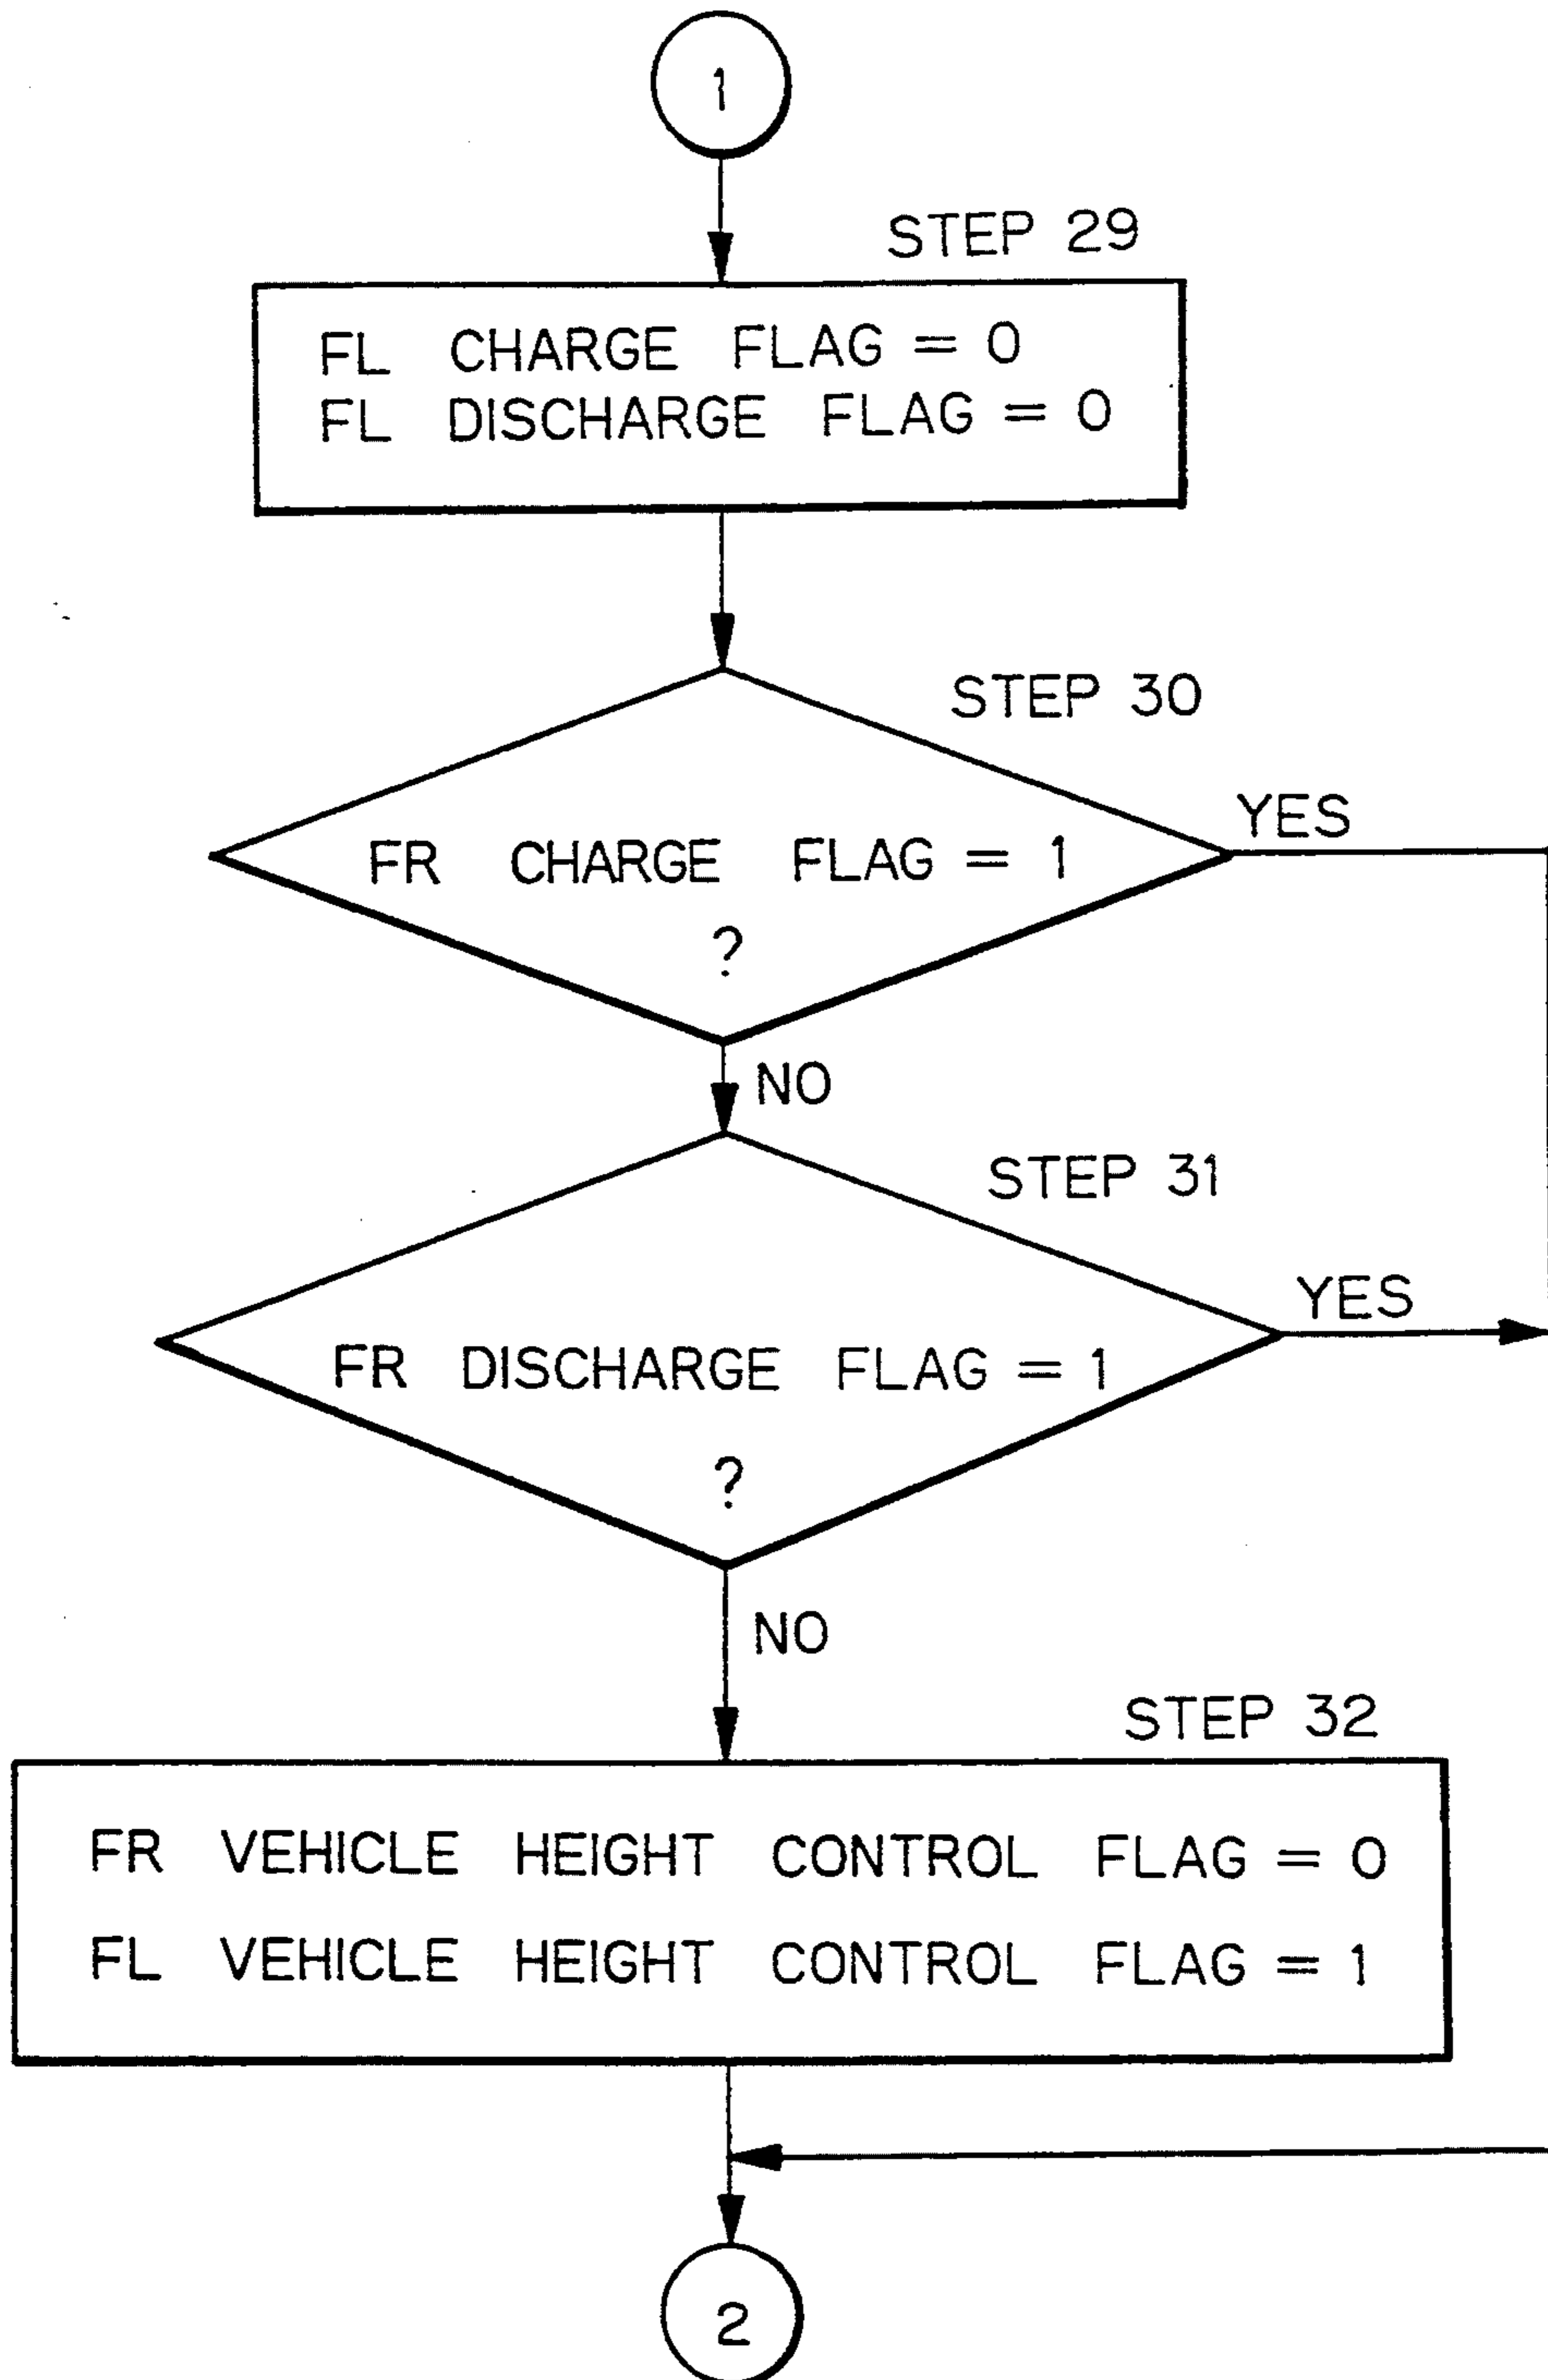 1
STEP 29
FL CHARGE FLAG = 0
FL DISCHARGE FLAG = 0
STEP 30
YES
FR CHARGE FLAG = 1
?
NO
STEP 31
YES
FR DISCHARGE FLAG = 1
?
NO
STEP 32
FR VEHICLE HEIGHT CONTROL FLAG = 0
FL VEHICLE HEIGHT CONTROL FLAG = 1
2